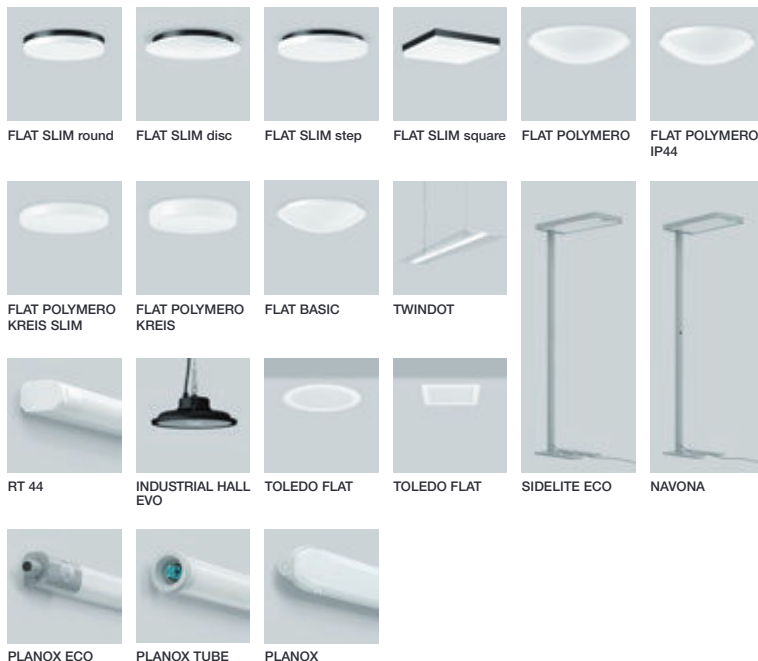 FLAT SLIM round
FLAT SLIM disc
FLAT SLIM step
FLAT SLIM square
FLAT POLYMERO
FLAT POLYMERO
IP44
FLAT POLYMERO
KREIS SLIM
FLAT POLYMERO
KREIS
FLAT BASIC
TWINDOT
RT 44
INDUSTRIAL HALL
EVO
TOLEDO FLAT
TOLEDO FLAT
SIDELITE ECO
NAVONA
PLANOX ECO
PLANOX TUBE
PLANOX